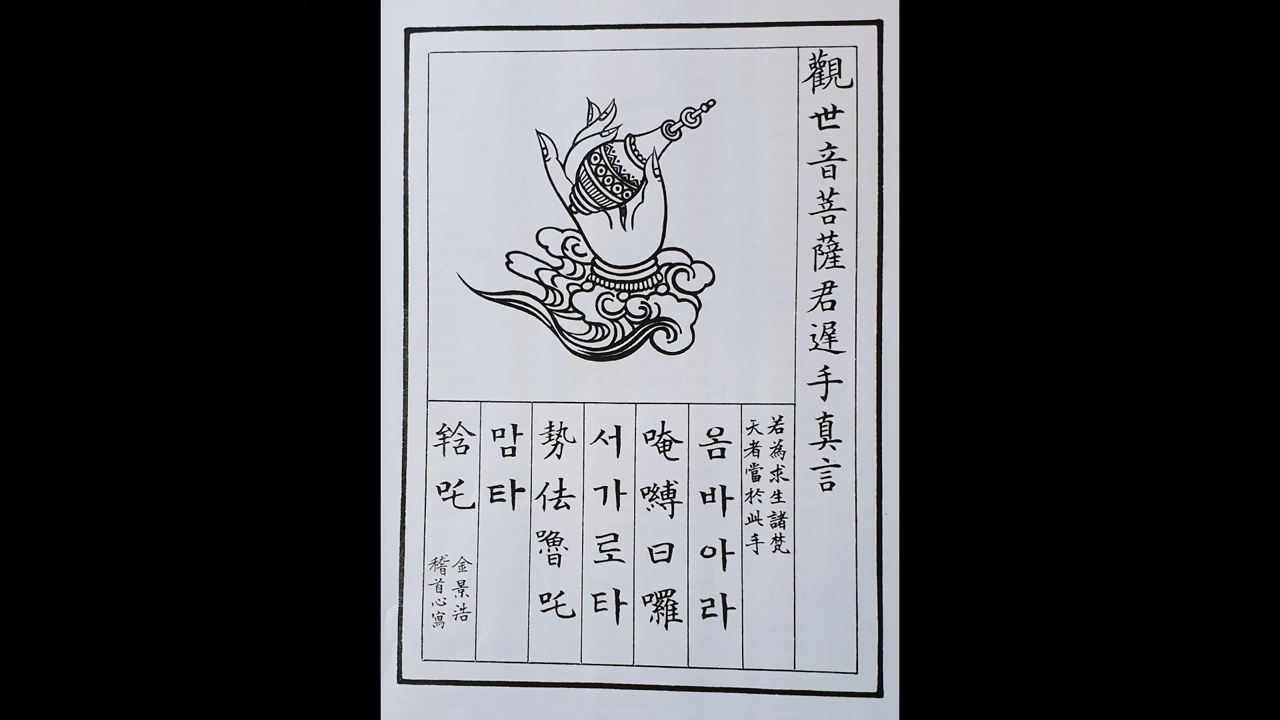 觀世音菩薩君遲手真言
若為求生諸梵
天者當於此手
옴바아라
唵嚩日囉
서가로타
勢佉嚕吒
맘타
𤚥吒
金景浩
稽首心寫